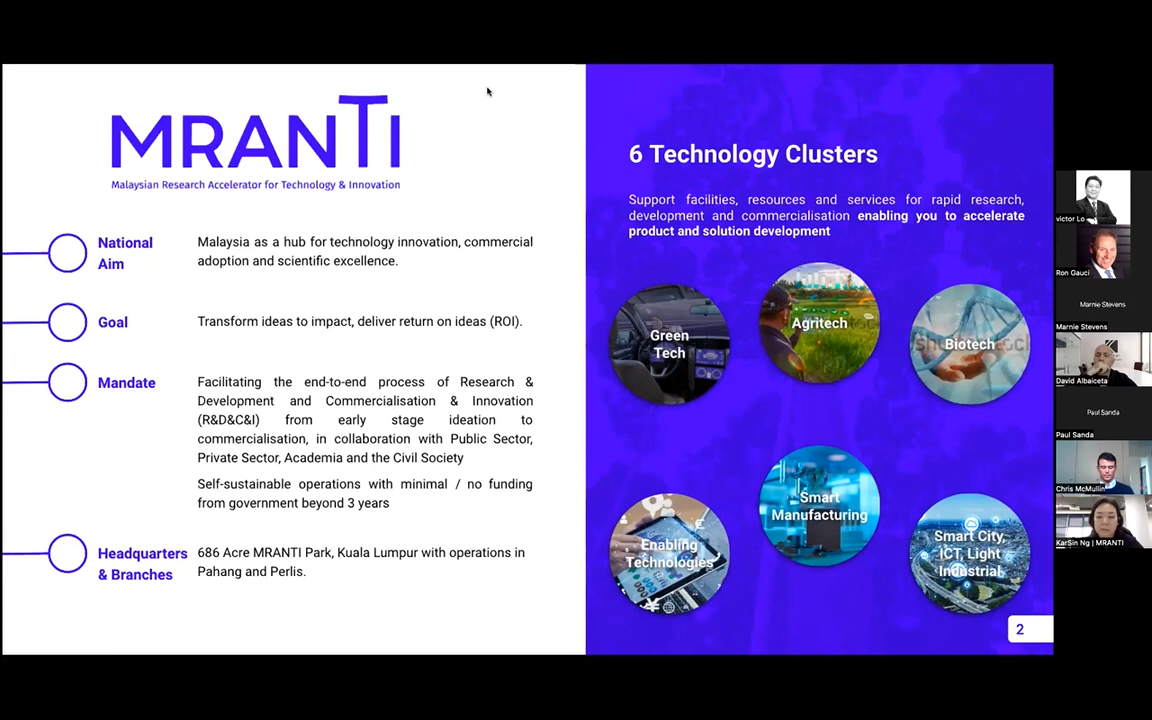 MRANTI
Malaysian Research Accelerator for Technology & Innovation
National
Aim
Malaysia as a hub for technology innovation, commercial
adoption and scientific excellence.
Goal
Transform ideas to impact, deliver return on ideas (ROI).
Mandate
Facilitating the end-to-end process of Research &
Development and Commercialisation & Innovation
(R&D&C&I) from early stage ideation to
commercialisation, in collaboration with Public Sector,
Private Sector, Academia and the Civil Society
Self-sustainable operations with minimal / no funding
from government beyond 3 years
Headquarters
& Branches
686 Acre MRANTI Park, Kuala Lumpur with operations in
Pahang and Perlis.
6 Technology Clusters
Support facilities, resources and services for rapid research,
development and commercialisation enabling you to accelerate
product and solution development
Green
Tech
Agritech
Biotech
Enabling
Technologies
Smart
Manufacturing
Smart City,
ICT, Light
Industrial
2
victor Lo
Ron Gauci
Marnie Stevens
Marnie Stevens
David Albaiceta
Paul Sanda
Paul Sanda
Chris McMullin
KarSin Ng | MRANTI